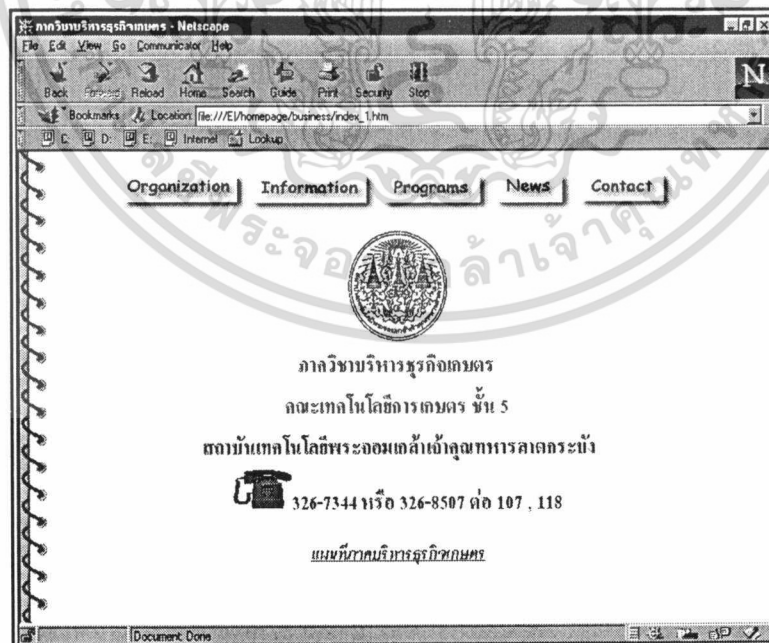 ภาควิชาบริหารธุรกิจเกษตร - Netscape
File Edit View Go Communicator Help
Back Forward Reload Home Search Guide Print Security Stop
N
Bookmarks Location: file:///E|/homepage/business/index_1.htm
C: D: E: Internet Lookup
Organization Information Programs News Contact
ภาควิชาบริหารธุรกิจเกษตร
คณะเทคโนโลยีการเกษตร ชั้น 5
สถาบันเทคโนโลยีพระจอมเกล้าเจ้าคุณทหารลาดกระบัง
326-7344 หรือ 326-8507 ต่อ 107 , 118
แผนที่ภาคบริหารธุรกิจเกษตร
Document: Done